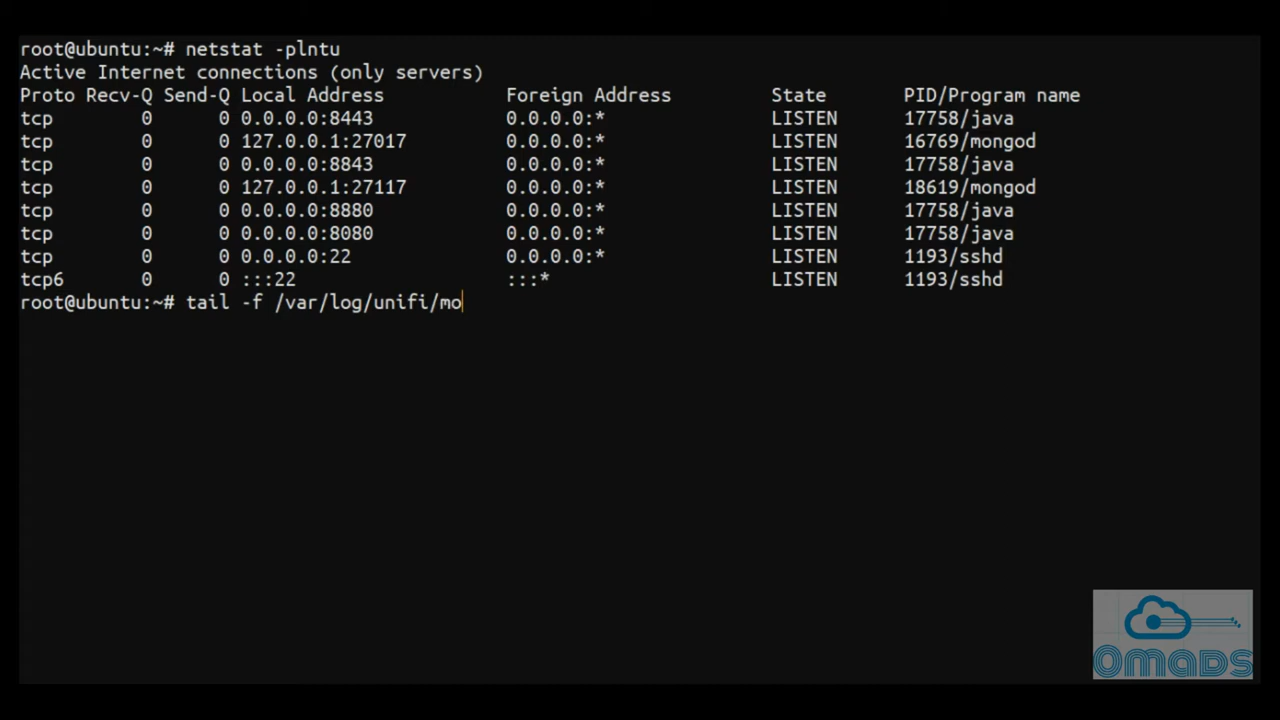 root@ubuntu:~# netstat -plntu
Active Internet connections (only servers)
Proto Recv-Q Send-Q Local Address Foreign Address State PID/Program name
tcp 0 0 0.0.0.0:8443 0.0.0.0:* LISTEN 17758/java
tcp 0 0 127.0.0.1:27017 0.0.0.0:* LISTEN 16769/mongod
tcp 0 0 0.0.0.0:8843 0.0.0.0:* LISTEN 17758/java
tcp 0 0 127.0.0.1:27117 0.0.0.0:* LISTEN 18619/mongod
tcp 0 0 0.0.0.0:8880 0.0.0.0:* LISTEN 17758/java
tcp 0 0 0.0.0.0:8080 0.0.0.0:* LISTEN 17758/java
tcp 0 0 0.0.0.0:22 0.0.0.0:* LISTEN 1193/sshd
tcp6 0 0 :::22 :::* LISTEN 1193/sshd
root@ubuntu:~# tail -f /var/log/unifi/mo
OmaDS